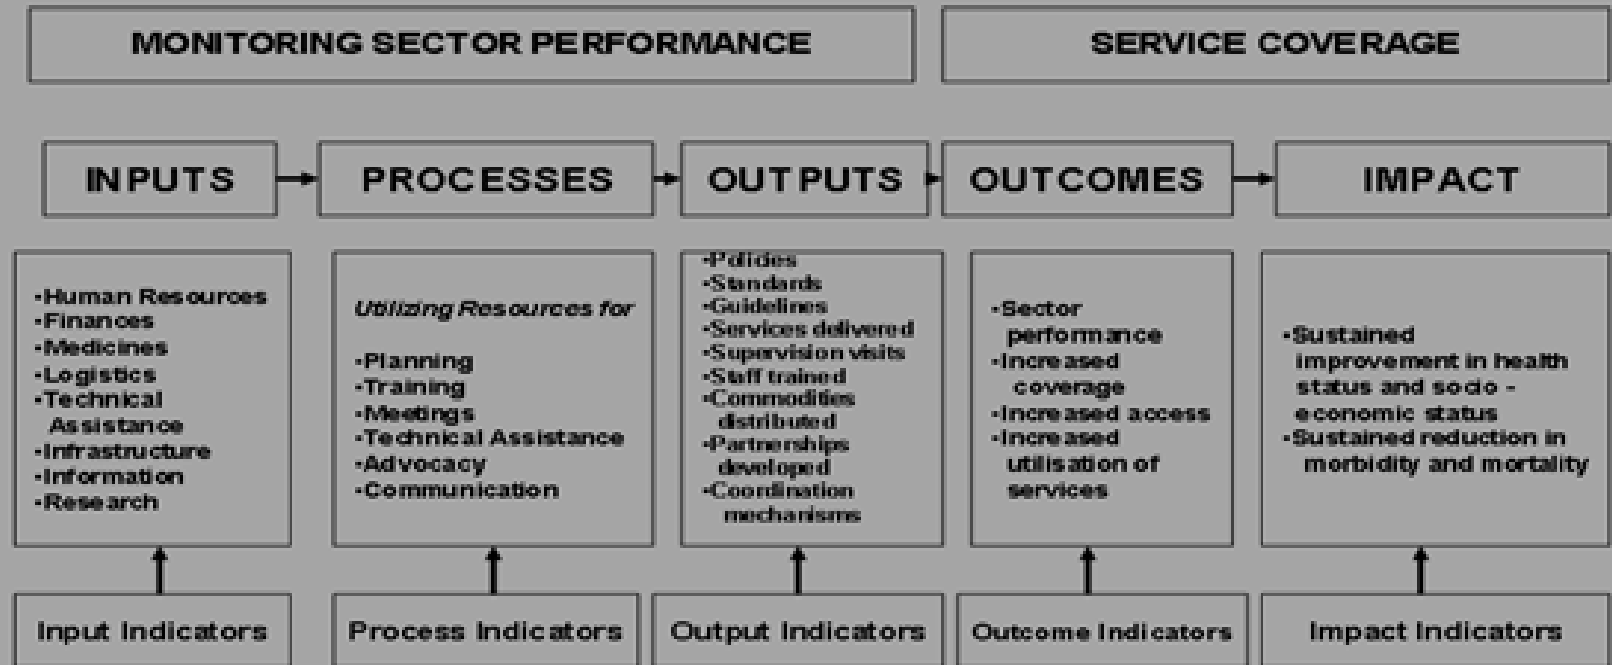 MONITORING SECTOR PERFORMANCE
SERVICE COVERAGE
INPUTS
PROCESSES
OUTPUTS
OUTCOMES
IMPACT
•Human Resources
•Finances
•Medicines
•Logistics
•Technical
Assistance
•Infrastructure
•Information
•Research
Utilizing Resources for
•Planning
•Training
•Meetings
•Technical Assistance
•Advocacy
•Communication
•Policies
•Standards
•Guidelines
•Services delivered
•Supervision visits
•Staff trained
•Commodities
distributed
•Partnerships
developed
•Coordination
mechanisms
•Sector
performance
•Increased
coverage
•Increased access
•Increased
utilisation of
services
•Sustained
improvement in health
status and socio -
economic status
•Sustained reduction in
morbidity and mortality
Input Indicators
Process Indicators
Output Indicators
Outcome Indicators
Impact Indicators